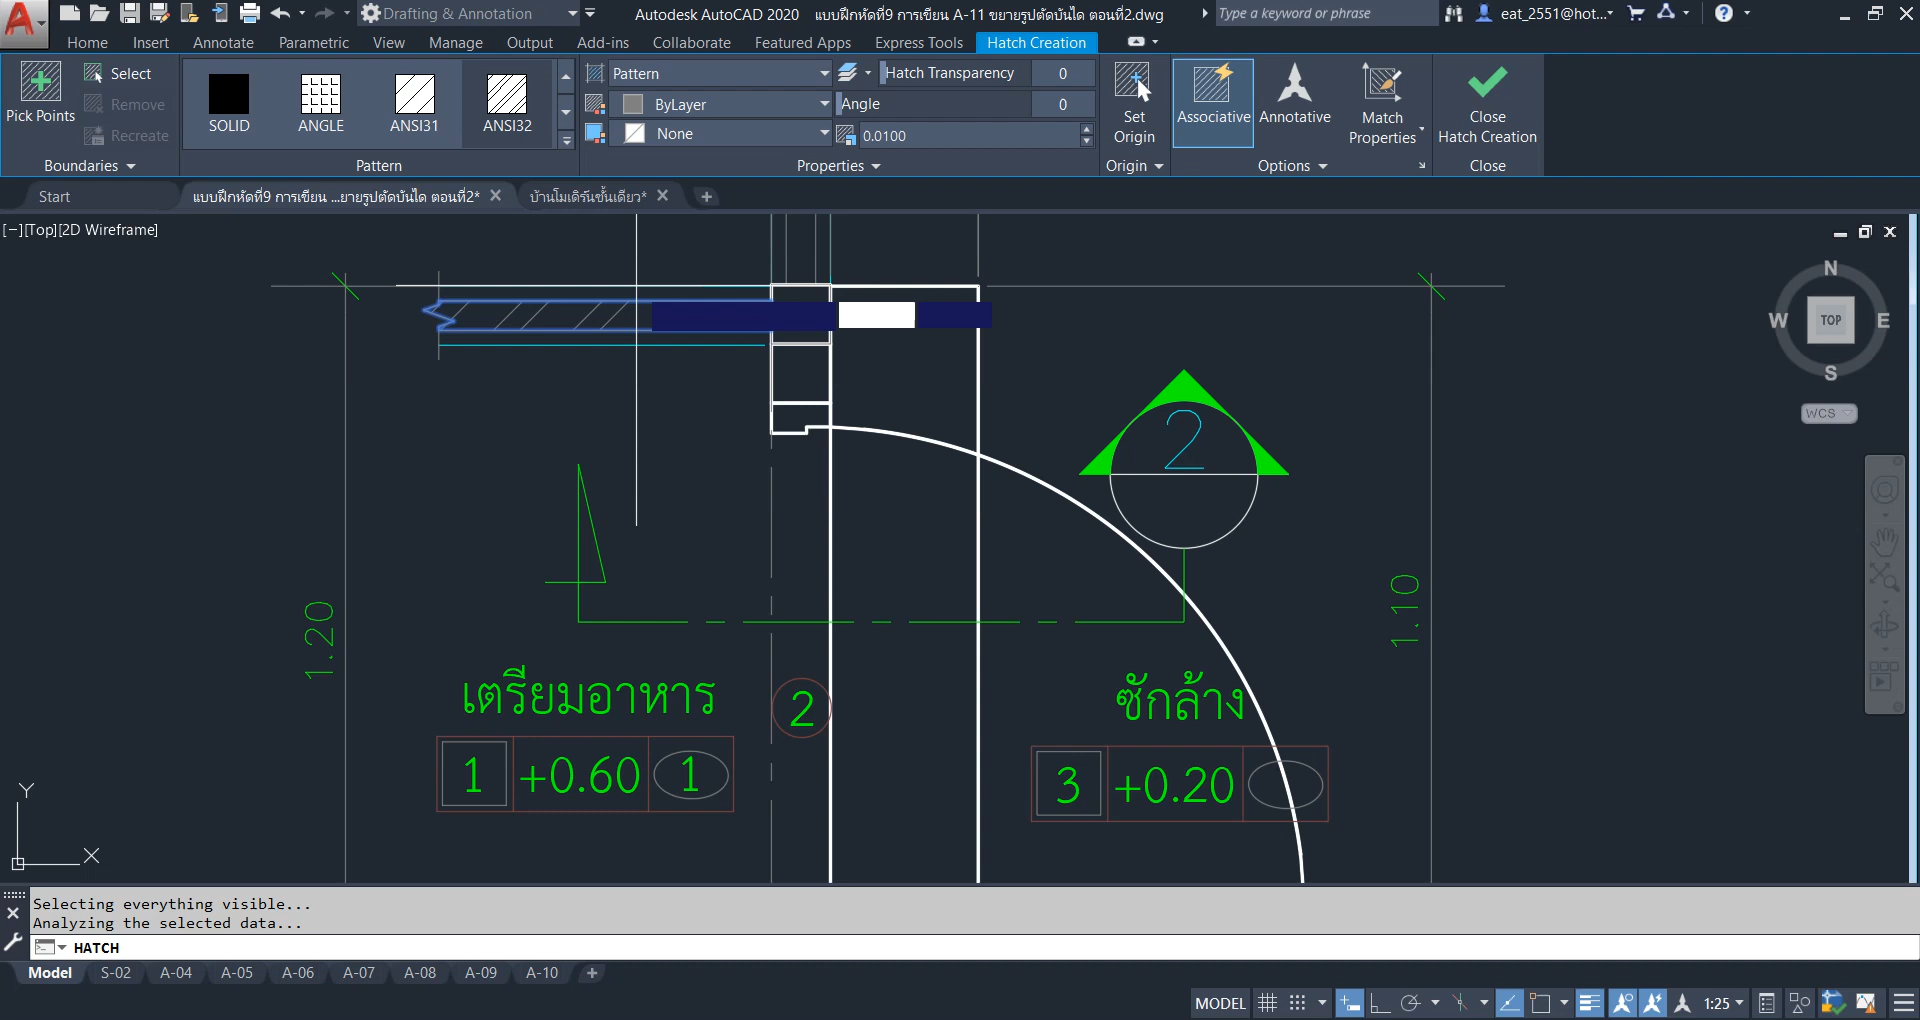 Drafting & Annotation
Autodesk AutoCAD 2020 แบบฝึกหัดที่9 การเขียน A-11 ขยายรูปตัดบันได ตอนที่2.dwg
Type a keyword or phrase
eat_2551@hot...
Home Insert Annotate Parametric View Manage Output Add-ins Collaborate Featured Apps Express Tools Hatch Creation
Pick Points
Select
Remove
Recreate
Boundaries
SOLID ANGLE ANSI31 ANSI32
Pattern
Pattern
ByLayer
None
Hatch Transparency 0
Angle 0
0.0100
Properties
Set
Origin
Origin
Associative
Annotative
Match
Properties
Options
Close
Hatch Creation
Close
Start
แบบฝึกหัดที่9 การเขียน ...ยายรูปตัดบันได ตอนที่2*
บ้านโมเดิร์นชั้นเดียว*
[−][Top][2D Wireframe]
N
W TOP E
S
WCS
2
1.20
1.10
เตรียมอาหาร
2
ซักล้าง
1 +0.60 1
3 +0.20
Y
X
Selecting everything visible...
Analyzing the selected data...
HATCH
Model S-02 A-04 A-05 A-06 A-07 A-08 A-09 A-10
MODEL
1:25